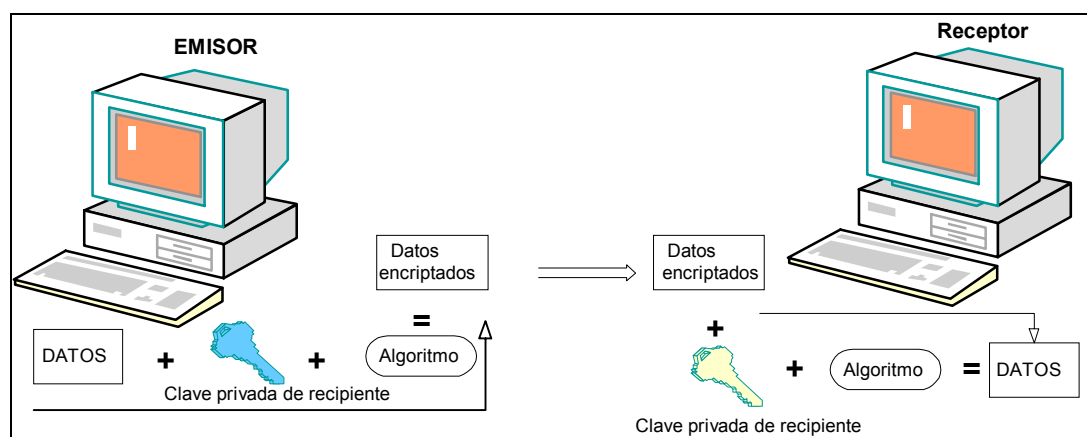 EMISOR
Receptor
Datos
encriptados
Datos
encriptados
=
+
DATOS
+
+
Algoritmo
Clave privada de recipiente
+
Algoritmo
=
DATOS
Clave privada de recipiente